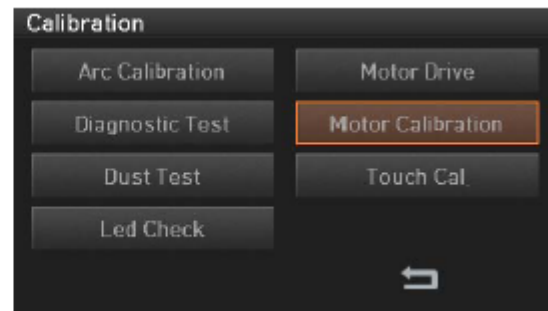 Calibration
Arc Calibration
Motor Drive
Diagnostic Test
Motor Calibration
Dust Test
Touch Cal.
Led Check